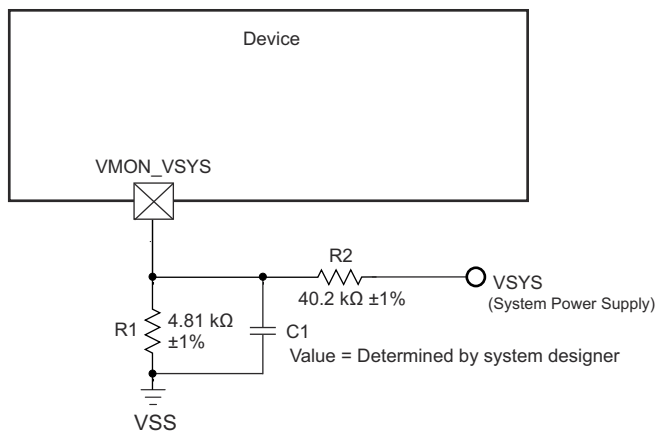 Device
VMON_VSYS
R2
VSYS
40.2 kΩ ±1%
(System Power Supply)
4.81 kΩ
R1
±1%
C1
Value = Determined by system designer
VSS